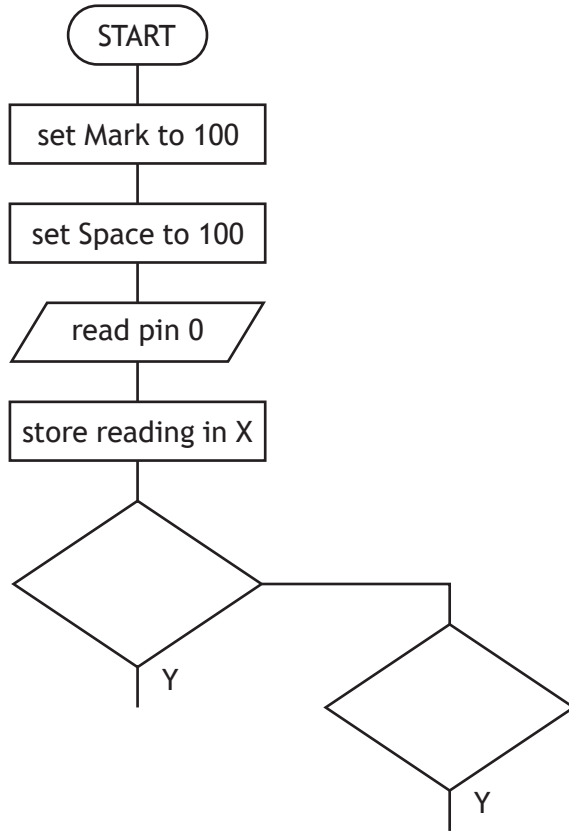 START
set Mark to 100
set Space to 100
read pin 0
store reading in X
Y
Y